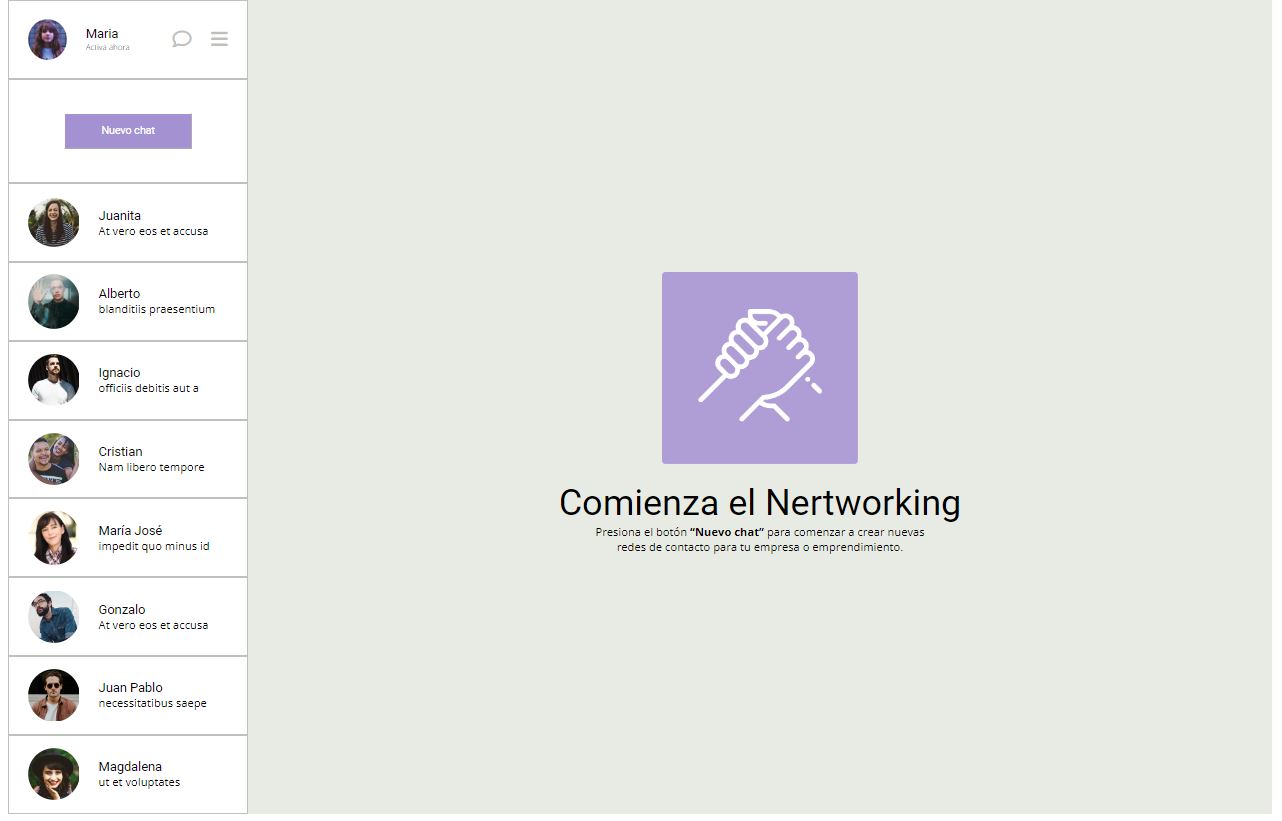 Maria
Activa ahora
Nuevo chat
Juanita
At vero eos et accusa
Alberto
blanditiis praesentium
Ignacio
officiis debitis aut a
Cristian
Nam libero tempore
María José
impedit quo minus id
Gonzalo
At vero eos et accusa
Juan Pablo
necessitatibus saepe
Magdalena
ut et voluptates
Comienza el Nertworking
Presiona el botón “Nuevo chat” para comenzar a crear nuevas
redes de contacto para tu empresa o emprendimiento.